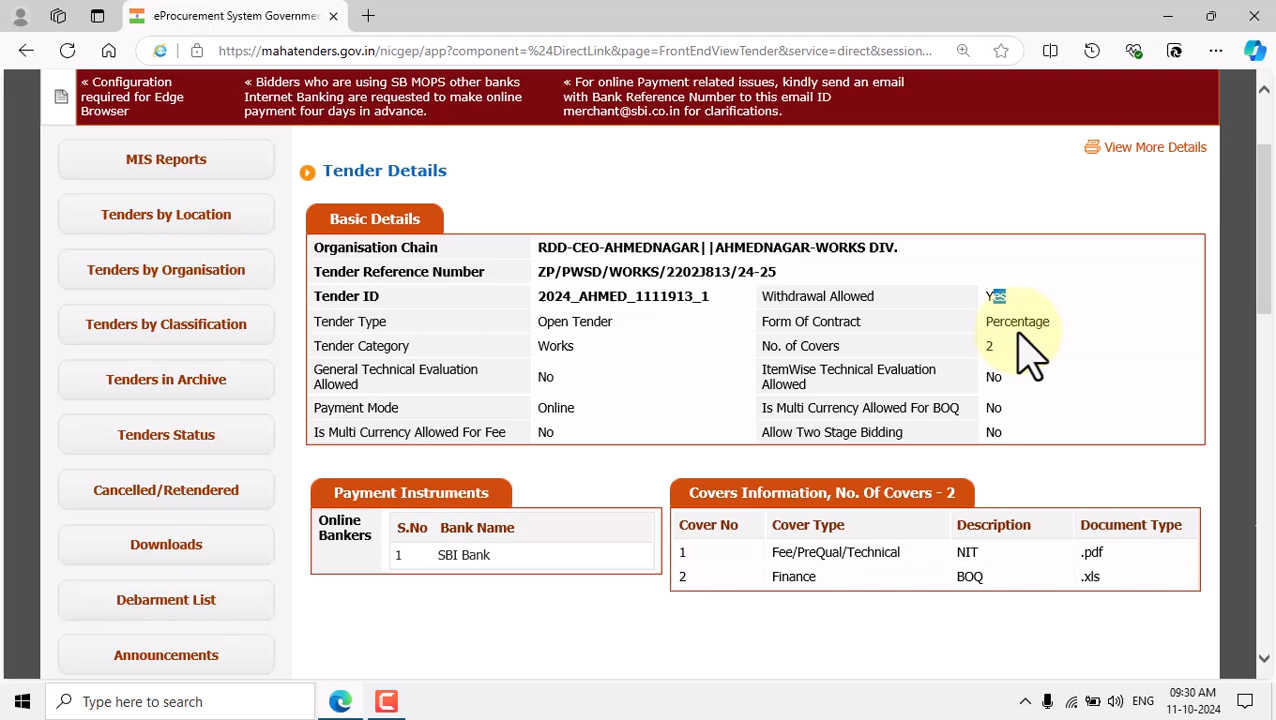 eProcurement System Governmen
https://mahatenders.gov.in/nicgep/app?component=%24DirectLink&page=FrontEndViewTender&service=direct&session...
« Configuration required for Edge Browser
« Bidders who are using SB MOPS other banks Internet Banking are requested to make online payment four days in advance.
« For online Payment related issues, kindly send an email with Bank Reference Number to this email ID merchant@sbi.co.in for clarifications.
View More Details
MIS Reports
Tenders by Location
Tenders by Organisation
Tenders by Classification
Tenders in Archive
Tenders Status
Cancelled/Retendered
Downloads
Debarment List
Announcements
Tender Details
Basic Details
Organisation Chain RDD-CEO-AHMEDNAGAR||AHMEDNAGAR-WORKS DIV.
Tender Reference Number ZP/PWSD/WORKS/2202J813/24-25
Tender ID 2024_AHMED_1111913_1 Withdrawal Allowed Yes
Tender Type Open Tender Form Of Contract Percentage
Tender Category Works No. of Covers 2
General Technical Evaluation Allowed No ItemWise Technical Evaluation Allowed No
Payment Mode Online Is Multi Currency Allowed For BOQ No
Is Multi Currency Allowed For Fee No Allow Two Stage Bidding No
Payment Instruments
Online Bankers
S.No Bank Name
1 SBI Bank
Covers Information, No. Of Covers - 2
Cover No Cover Type Description Document Type
1 Fee/PreQual/Technical NIT .pdf
2 Finance BOQ .xls
Type here to search
ENG
09:30 AM
11-10-2024